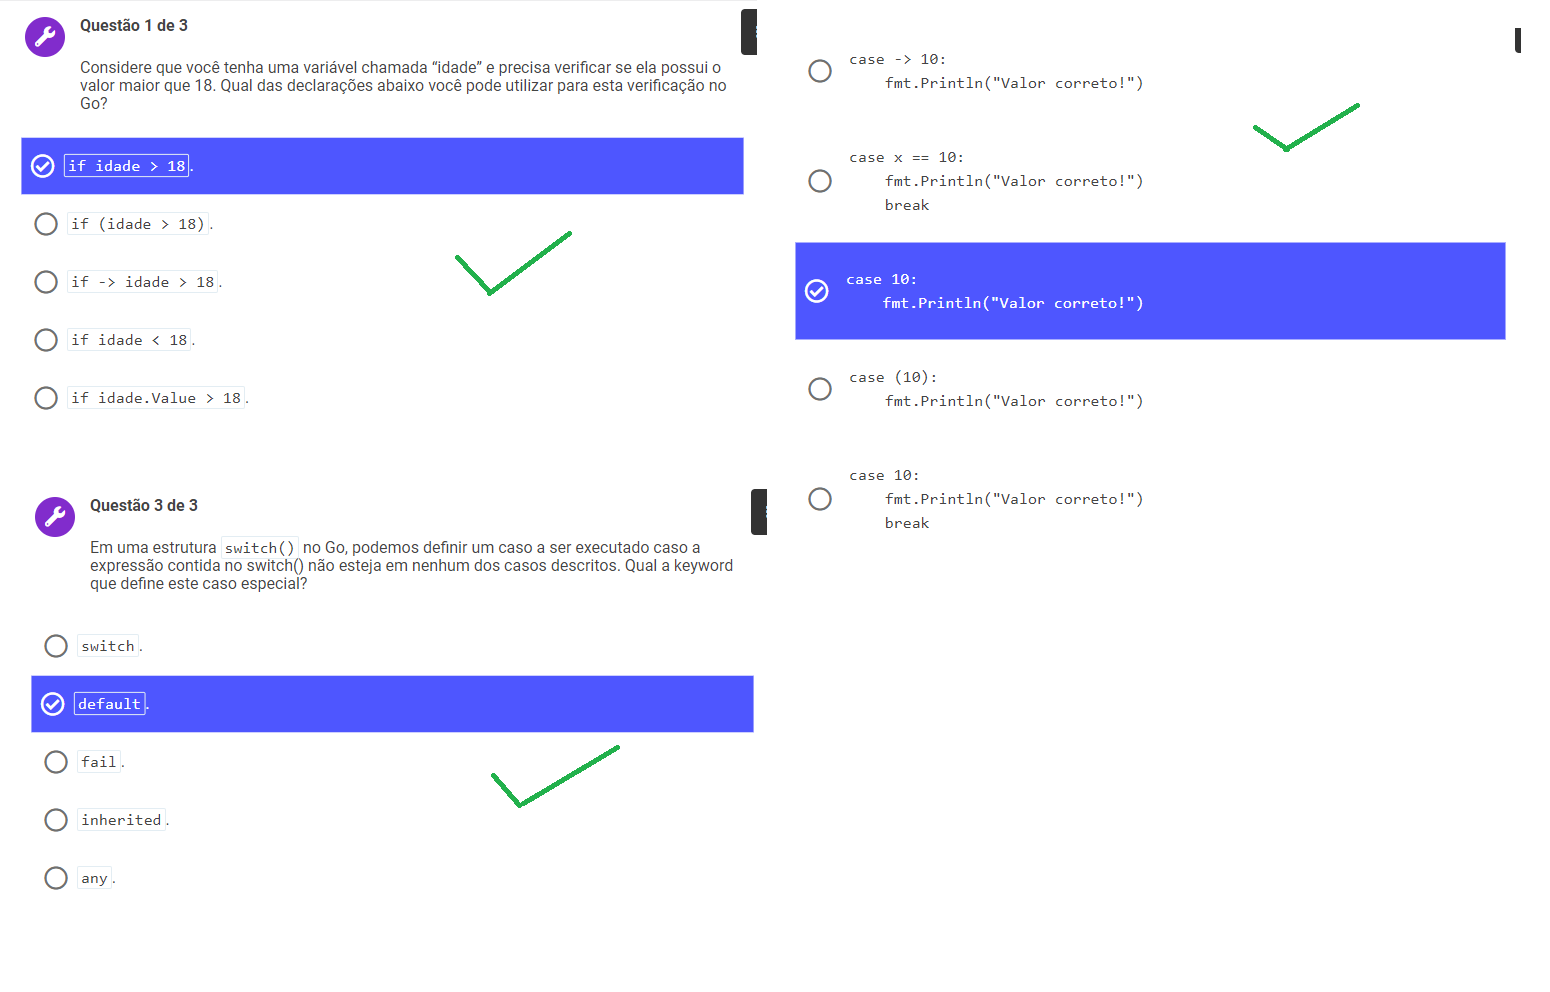 Questão 1 de 3
Considere que você tenha uma variável chamada “idade” e precisa verificar se ela possui o
valor maior que 18. Qual das declarações abaixo você pode utilizar para esta verificação no
Go?
if idade > 18.
if (idade > 18).
if -> idade > 18.
if idade < 18.
if idade.Value > 18.
Questão 3 de 3
Em uma estrutura switch() no Go, podemos definir um caso a ser executado caso a
expressão contida no switch() não esteja em nenhum dos casos descritos. Qual a keyword
que define este caso especial?
switch.
default.
fail.
inherited.
any.
case -> 10:
fmt.Println("Valor correto!")
case x == 10:
fmt.Println("Valor correto!")
break
case 10:
fmt.Println("Valor correto!")
case (10):
fmt.Println("Valor correto!")
case 10:
fmt.Println("Valor correto!")
break